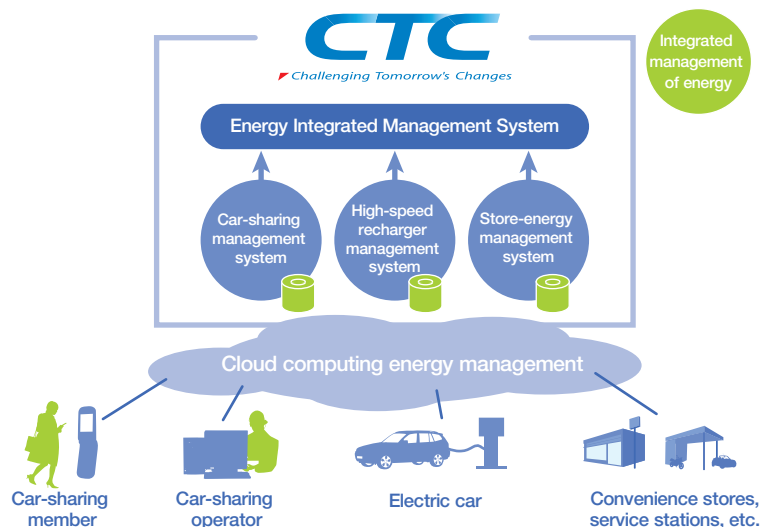 CTC
Challenging Tomorrow's Changes
Integrated
management
of energy
Energy Integrated Management System
Car-sharing
management
system
High-speed
recharger
management
system
Store-energy
management
system
Cloud computing energy management
Car-sharing
member
Car-sharing
operator
Electric car
Convenience stores,
service stations, etc.